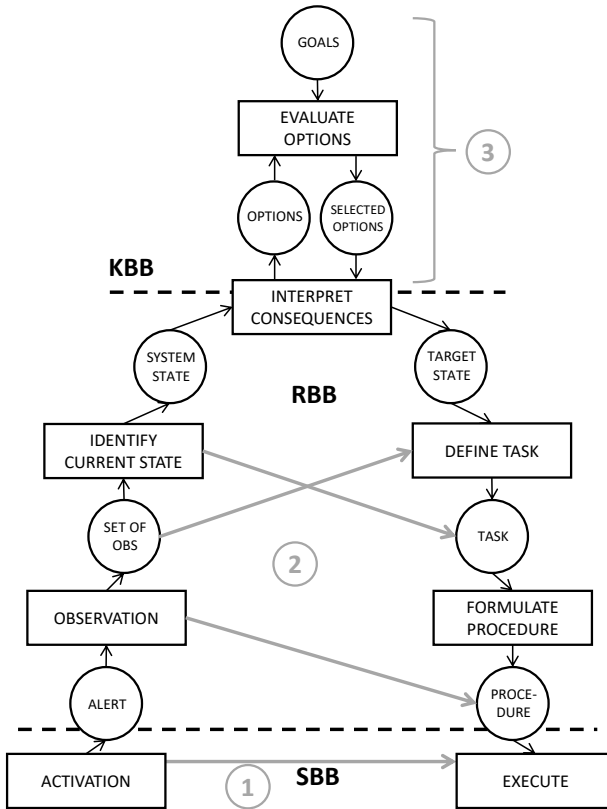 GOALS
EVALUATE
OPTIONS
3
OPTIONS
SELECTED
OPTIONS
KBB
INTERPRET
CONSEQUENCES
SYSTEM
STATE
TARGET
STATE
RBB
IDENTIFY
CURRENT STATE
DEFINE TASK
SET OF
OBS
TASK
2
OBSERVATION
FORMULATE
PROCEDURE
ALERT
PROCE-
DURE
ACTIVATION
1
SBB
EXECUTE